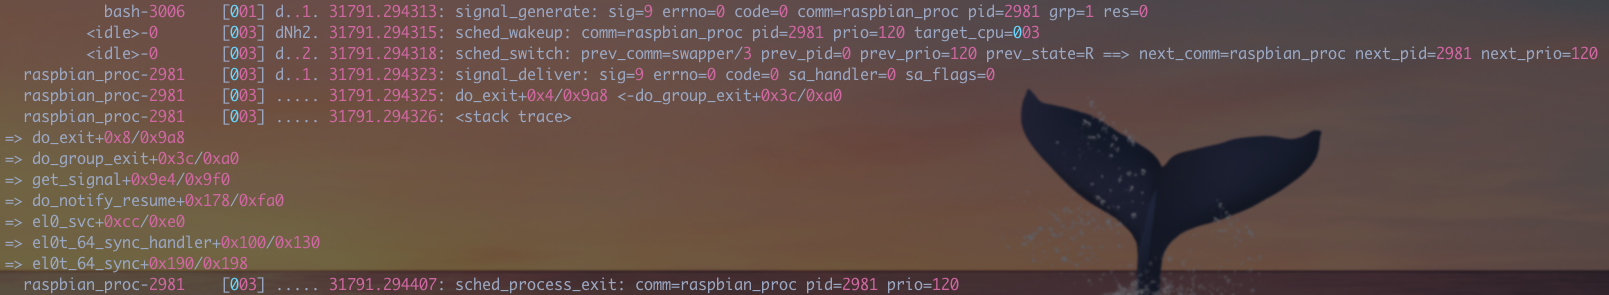 bash-3006    [001] d..1. 31791.294313: signal_generate: sig=9 errno=0 code=0 comm=raspbian_proc pid=2981 grp=1 res=0
<idle>-0       [003] dNh2. 31791.294315: sched_wakeup: comm=raspbian_proc pid=2981 prio=120 target_cpu=003
<idle>-0       [003] d..2. 31791.294318: sched_switch: prev_comm=swapper/3 prev_pid=0 prev_prio=120 prev_state=R ==> next_comm=raspbian_proc next_pid=2981 next_prio=120
raspbian_proc-2981    [003] d..1. 31791.294323: signal_deliver: sig=9 errno=0 code=0 sa_handler=0 sa_flags=0
raspbian_proc-2981    [003] ..... 31791.294325: do_exit+0x4/0x9a8 <-do_group_exit+0x3c/0xa0
raspbian_proc-2981    [003] ..... 31791.294326: <stack trace>
=> do_exit+0x8/0x9a8
=> do_group_exit+0x3c/0xa0
=> get_signal+0x9e4/0x9f0
=> do_notify_resume+0x178/0xfa0
=> el0_svc+0xcc/0xe0
=> el0t_64_sync_handler+0x100/0x130
=> el0t_64_sync+0x190/0x198
raspbian_proc-2981    [003] ..... 31791.294407: sched_process_exit: comm=raspbian_proc pid=2981 prio=120